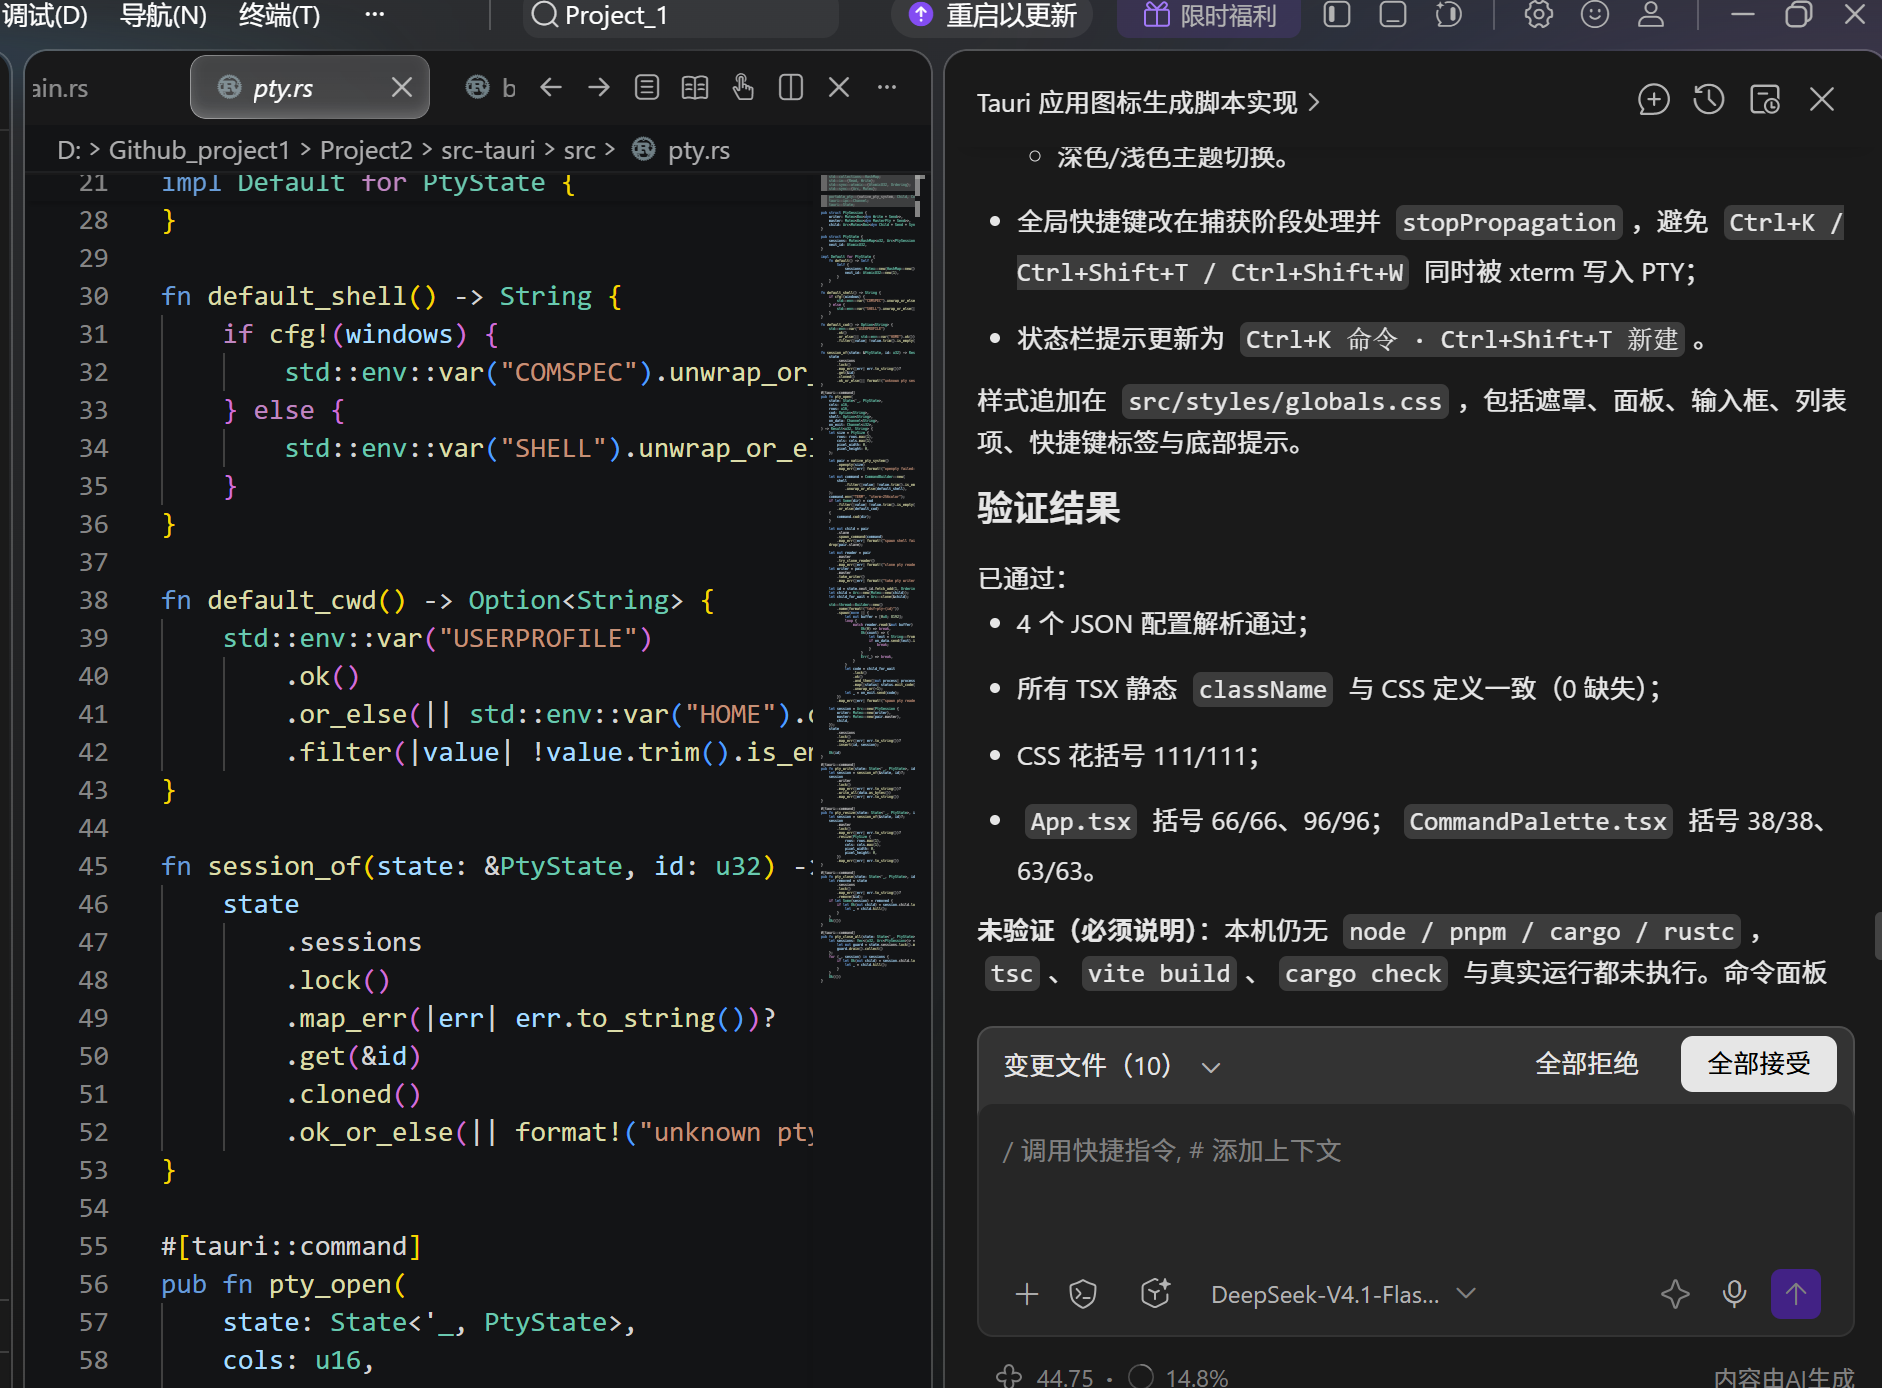 调试(D) 导航(N) 终端(T) ··· Project_1 重启以更新 限时福利
ain.rs pty.rs b
D: > Github_project1 > Project2 > src-tauri > src > pty.rs
21 impl Default for PtyState {
28 }
29
30 fn default_shell() -> String {
31 if cfg!(windows) {
32 std::env::var("COMSPEC").unwrap_or_
33 } else {
34 std::env::var("SHELL").unwrap_or_el
35 }
36 }
37
38 fn default_cwd() -> Option<String> {
39 std::env::var("USERPROFILE")
40 .ok()
41 .or_else(|| std::env::var("HOME").o
42 .filter(|value| !value.trim().is_em
43 }
44
45 fn session_of(state: &PtyState, id: u32) ->
46 state
47 .sessions
48 .lock()
49 .map_err(|err| err.to_string())?
50 .get(&id)
51 .cloned()
52 .ok_or_else(|| format!("unknown pty
53 }
54
55 #[tauri::command]
56 pub fn pty_open(
57 state: State<'_, PtyState>,
58 cols: u16,
Tauri 应用图标生成脚本实现 >
深色/浅色主题切换。
全局快捷键改在捕获阶段处理并 stopPropagation ，避免 Ctrl+K /
Ctrl+Shift+T / Ctrl+Shift+W 同时被 xterm 写入 PTY；
状态栏提示更新为 Ctrl+K 命令 · Ctrl+Shift+T 新建 。
样式追加在 src/styles/globals.css ，包括遮罩、面板、输入框、列表
项、快捷键标签与底部提示。
验证结果
已通过：
4 个 JSON 配置解析通过；
所有 TSX 静态 className 与 CSS 定义一致（0 缺失）；
CSS 花括号 111/111；
App.tsx 括号 66/66、96/96； CommandPalette.tsx 括号 38/38、
63/63。
未验证（必须说明）：本机仍无 node / pnpm / cargo / rustc ，
tsc 、 vite build 、 cargo check 与真实运行都未执行。命令面板
变更文件（10） 全部拒绝 全部接受
/ 调用快捷指令, # 添加上下文
DeepSeek-V4.1-Flas...
44.75 · 14.8% 内容由AI生成